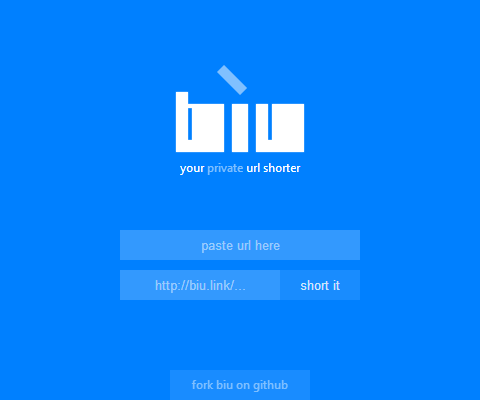 biu
your private url shorter
paste url here
http://biu.link/... short it
fork biu on github